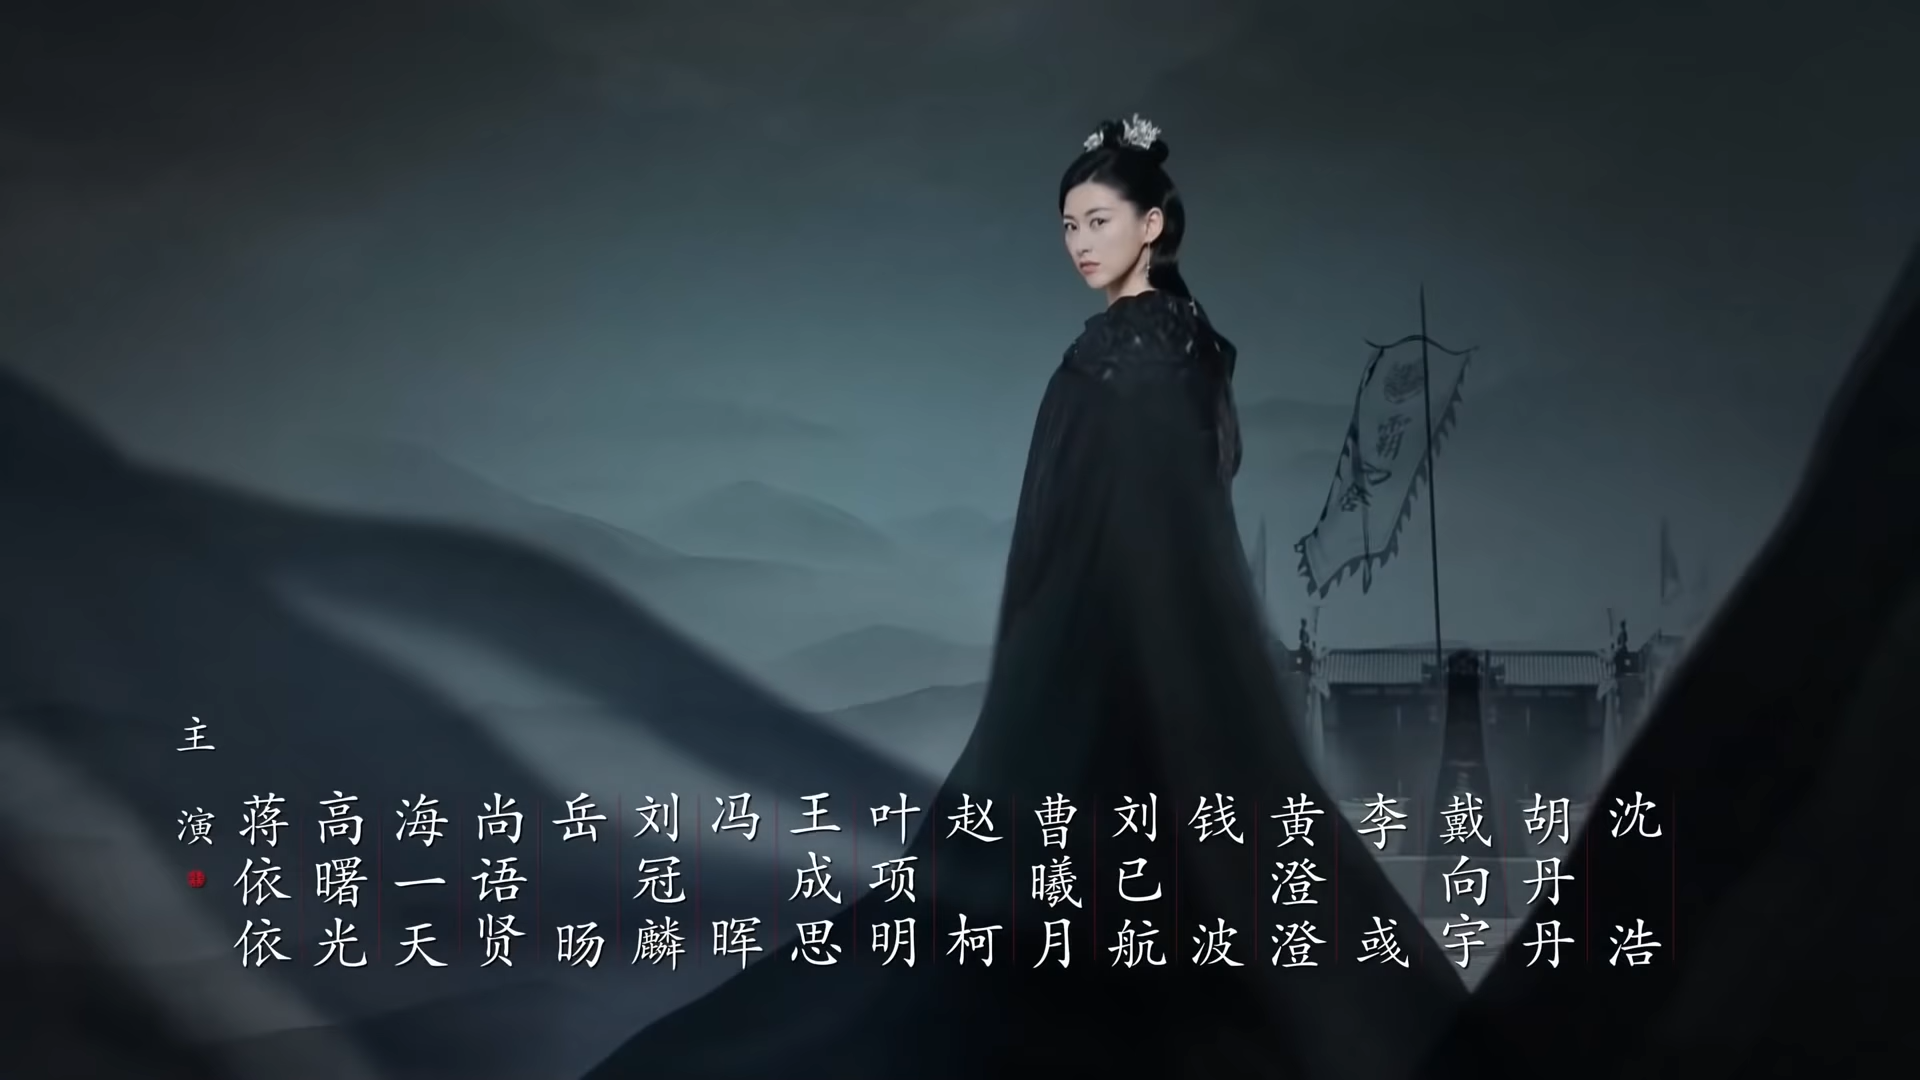 主演
蒋依依
高曙光
海一天
尚语贤
岳旸
刘冠麟
冯晖
王成思
叶项明
赵柯
曹曦月
刘已航
钱波
黄澄澄
李彧
戴向宇
胡丹丹
沈浩